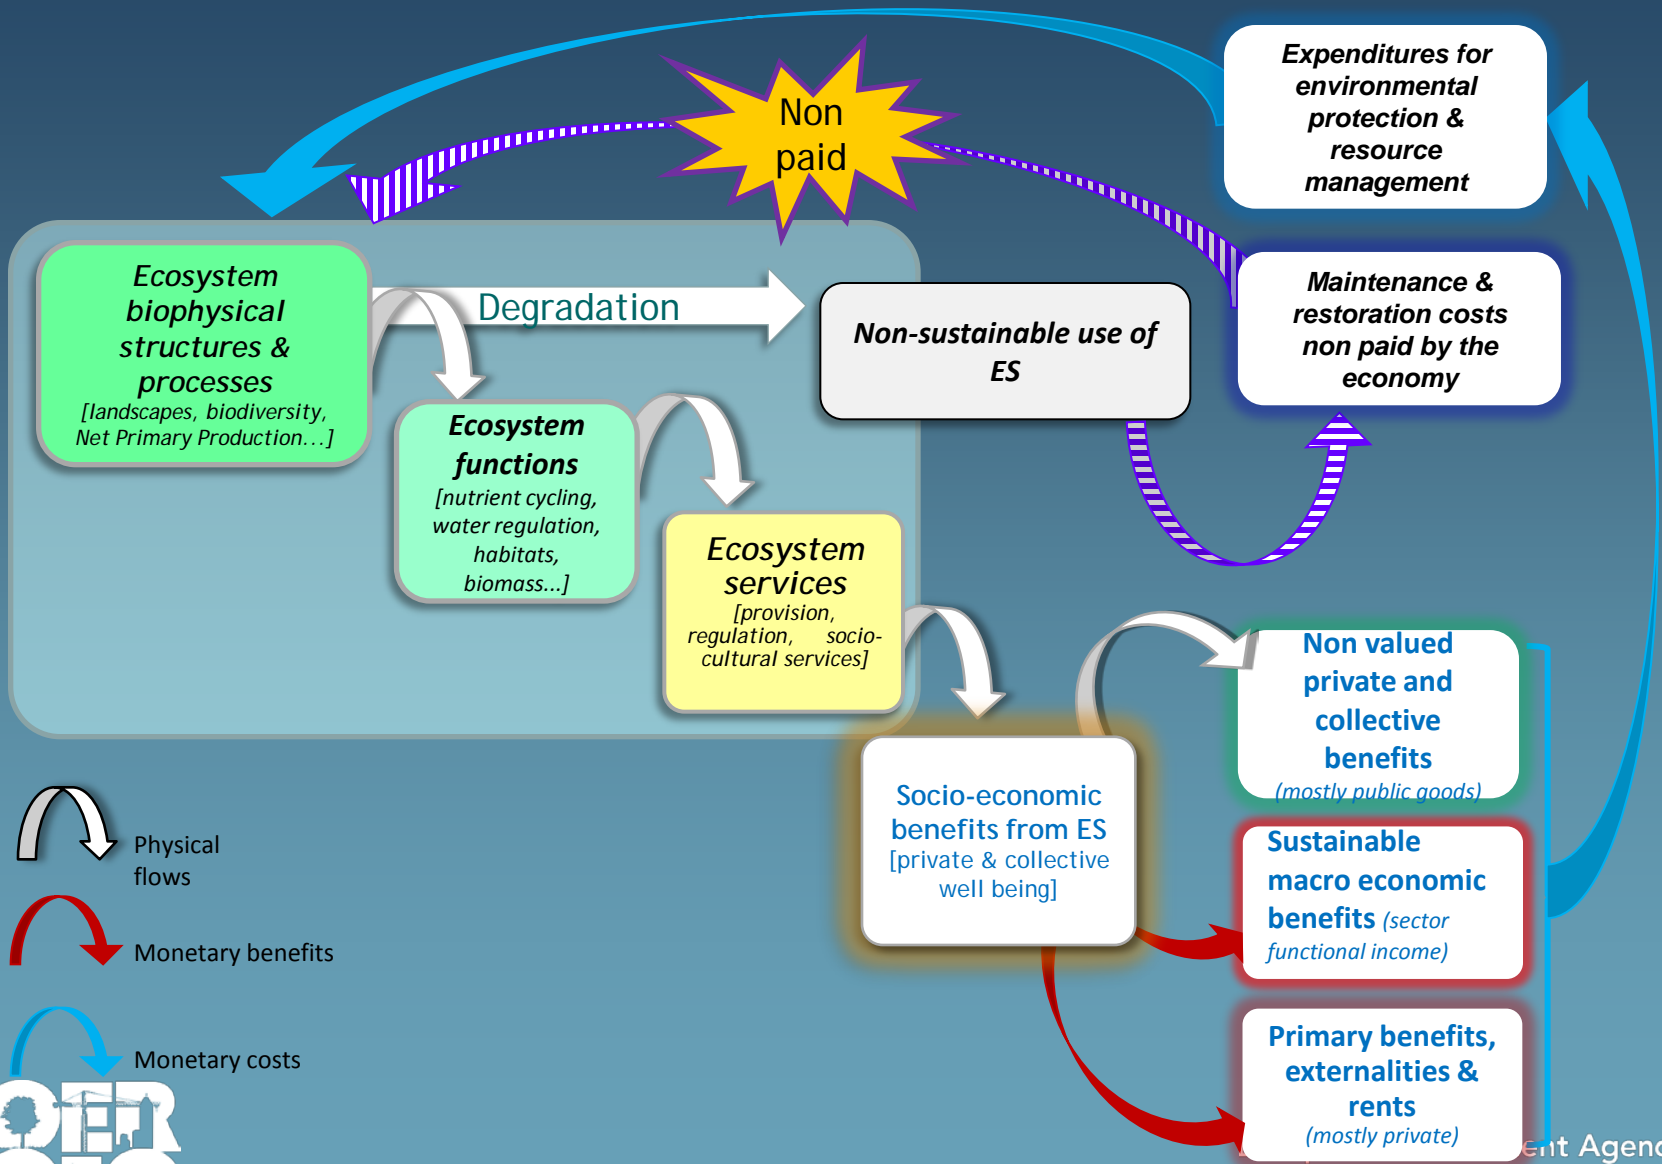 Expenditures for
environmental
protection &
resource
management
Non
paid
Ecosystem
biophysical
structures &
processes
[landscapes, biodiversity,
Net Primary Production...]
Degradation
Non-sustainable use of
ES
Maintenance &
restoration costs
non paid by the
economy
Ecosystem
functions
[nutrient cycling,
water regulation,
habitats,
biomass...]
Ecosystem
services
[provision,
regulation, socio-
cultural services]
Non valued
private and
collective
benefits
(mostly public goods)
Socio-economic
benefits from ES
[private & collective
well being]
Sustainable
macro economic
benefits (sector
functional income)
Primary benefits,
externalities &
rents
(mostly private)
Physical
flows
Monetary benefits
Monetary costs